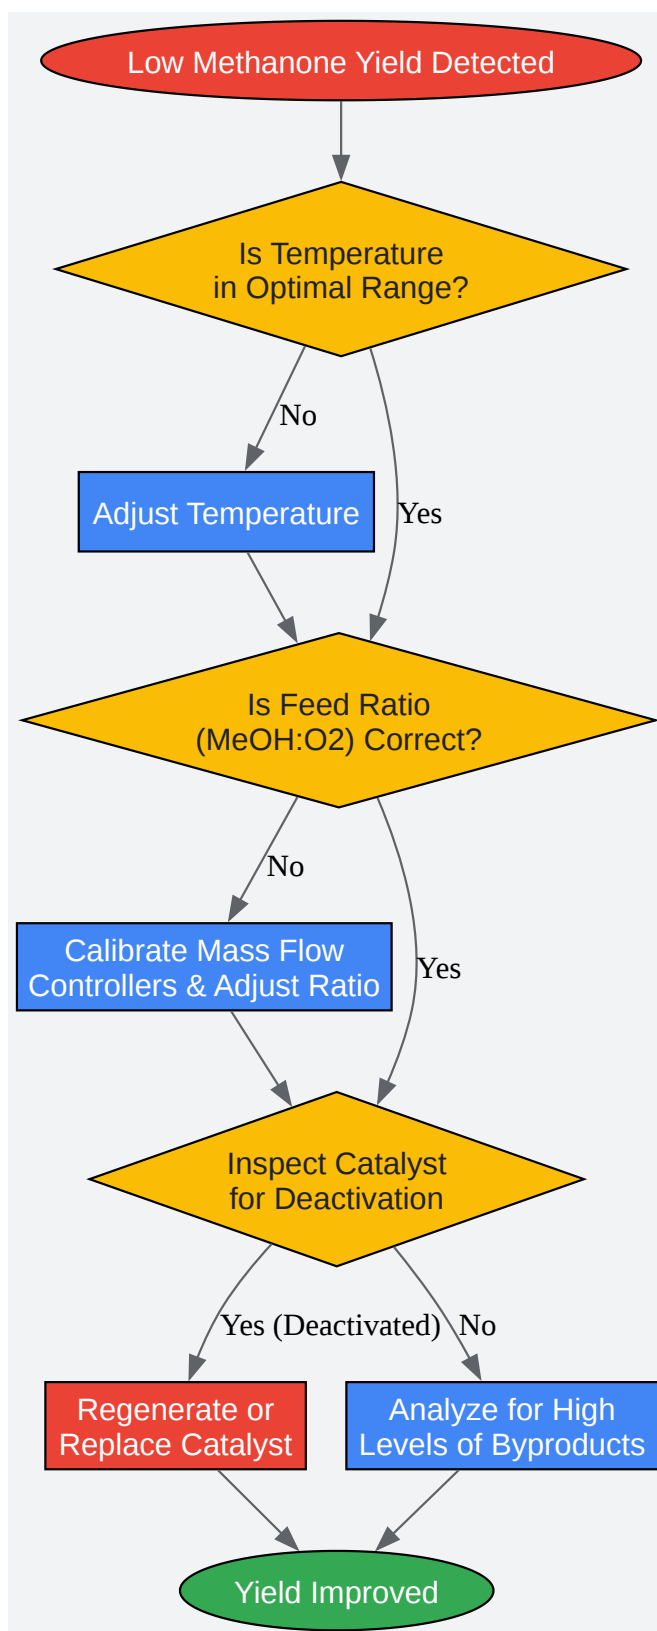 Low Methanone Yield Detected
Is Temperature
in Optimal Range?
No
Adjust Temperature
Yes
Is Feed Ratio
(MeOH:O2) Correct?
No
Calibrate Mass Flow
Controllers & Adjust Ratio
Yes
Inspect Catalyst
for Deactivation
Yes (Deactivated)
No
Regenerate or
Replace Catalyst
Analyze for High
Levels of Byproducts
Yield Improved